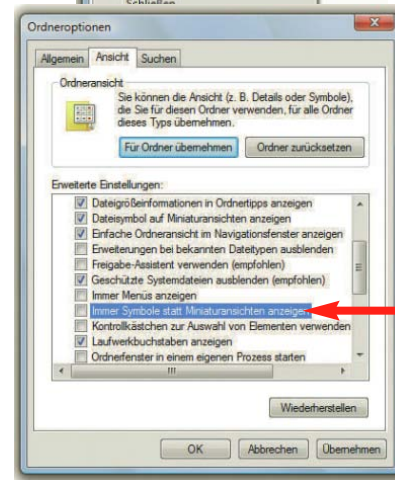 Schließen
Ordneroptionen
Allgemein Ansicht Suchen
Ordneransicht
Sie können die Ansicht (z. B. Details oder Symbole),
die Sie für diesen Ordner verwenden, für alle Ordner
dieses Typs übernehmen.
Für Ordner übernehmen Ordner zurücksetzen
Erweiterte Einstellungen:
Dateigrößeinformationen in Ordnertipps anzeigen
Dateisymbol auf Miniaturansichten anzeigen
Einfache Ordneransicht im Navigationsfenster anzeigen
Erweiterungen bei bekannten Dateitypen ausblenden
Freigabe-Assistent verwenden (empfohlen)
Geschützte Systemdateien ausblenden (empfohlen)
Immer Menüs anzeigen
Immer Symbole statt Miniaturansichten anzeigen
Kontrollkästchen zur Auswahl von Elementen verwenden
Laufwerkbuchstaben anzeigen
Ordnerfenster in einem eigenen Prozess starten
Wiederherstellen
OK Abbrechen Übernehmen